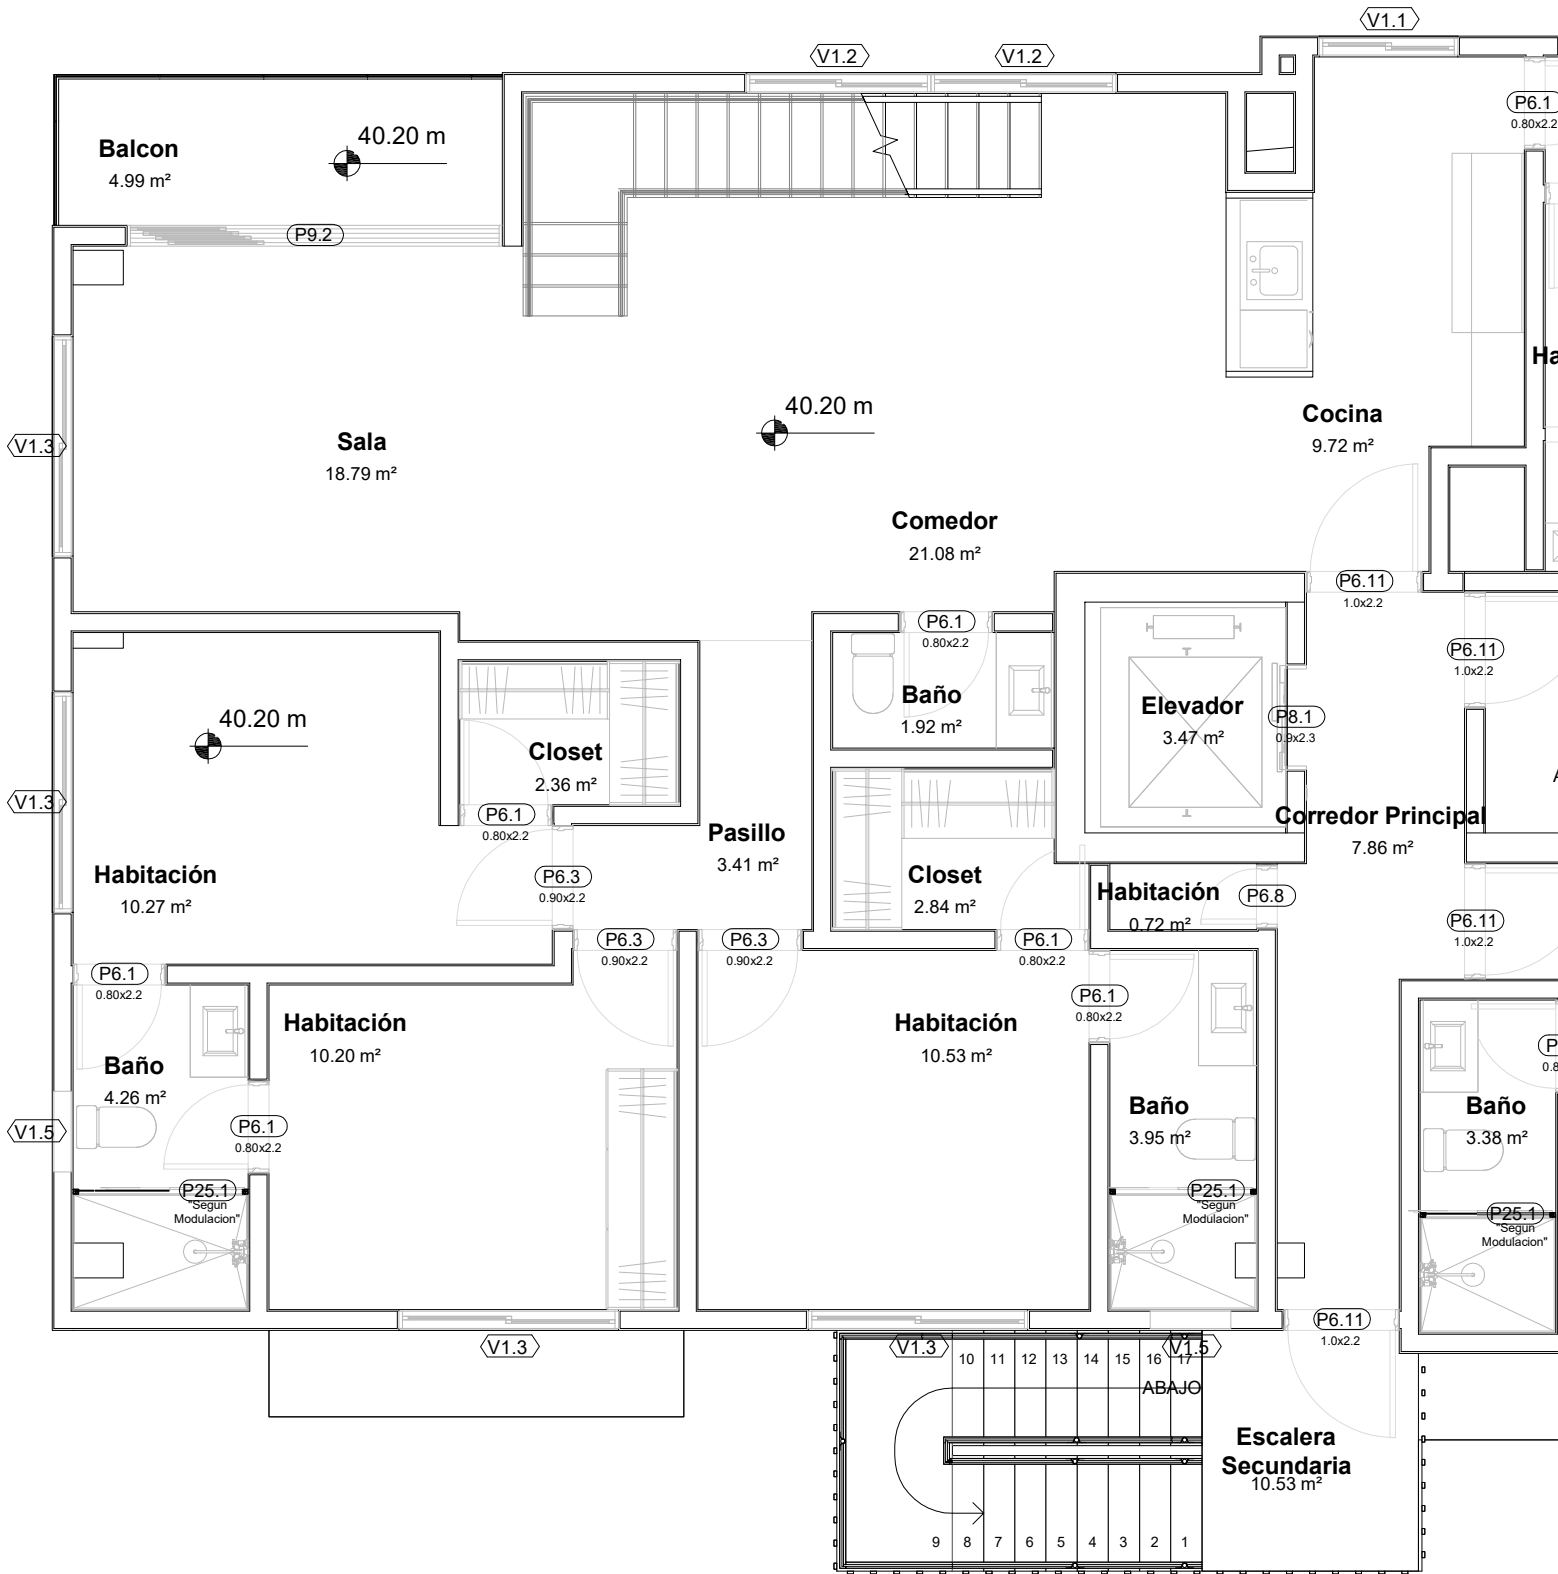 V1.1
V1.2
V1.2
P6.1
0.80x2.2
Balcon
4.99 m²
40.20 m
P9.2
V1.3
Sala
18.79 m²
40.20 m
Comedor
21.08 m²
Cocina
9.72 m²
Ha
P6.11
1.0x2.2
P6.1
0.80x2.2
P6.11
1.0x2.2
Baño
1.92 m²
Elevador
3.47 m²
P8.1
0.9x2.3
40.20 m
Closet
2.36 m²
V1.3
P6.1
0.80x2.2
Pasillo
3.41 m²
Corredor Principal
7.86 m²
A
Habitación
10.27 m²
P6.3
0.90x2.2
Closet
2.84 m²
Habitación
0.72 m²
P6.8
P6.3
0.90x2.2
P6.3
0.90x2.2
P6.1
0.80x2.2
P6.11
1.0x2.2
P6.1
0.80x2.2
P6.1
0.80x2.2
Habitación
10.20 m²
Habitación
10.53 m²
Baño
4.26 m²
P
0.8
V1.5
P6.1
0.80x2.2
Baño
3.95 m²
Baño
3.38 m²
P25.1
"Segun
Modulacion"
P25.1
"Segun
Modulacion"
P25.1
"Segun
Modulacion"
V1.3
V1.3
V1.5
P6.11
1.0x2.2
10 11 12 13 14 15 16 17
ABAJO
Escalera
Secundaria
10.53 m²
9 8 7 6 5 4 3 2 1